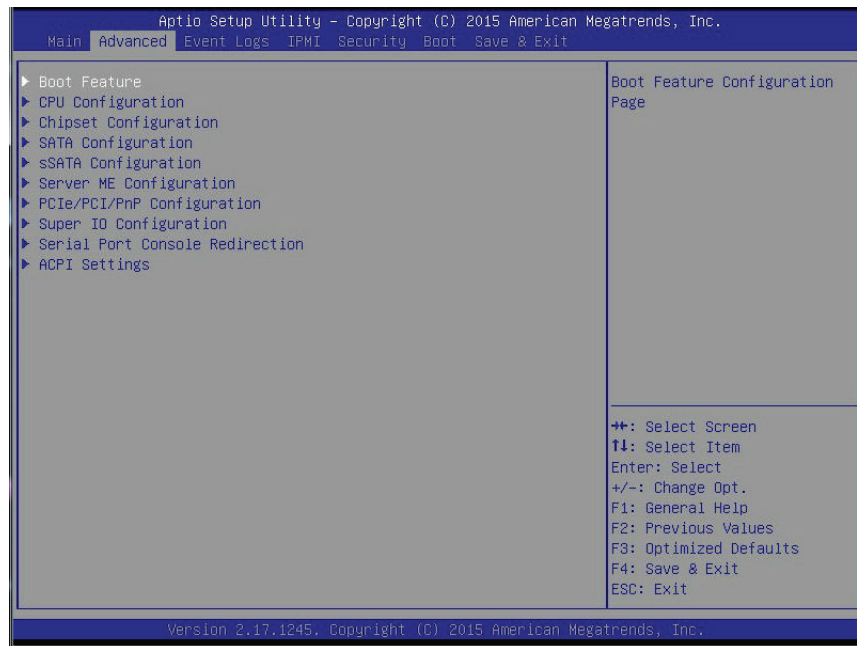 Aptio Setup Utility – Copyright (C) 2015 American Megatrends, Inc.
Main Advanced Event Logs IPMI Security Boot Save & Exit
▶ Boot Feature
▶ CPU Configuration
▶ Chipset Configuration
▶ SATA Configuration
▶ sSATA Configuration
▶ Server ME Configuration
▶ PCIe/PCI/PnP Configuration
▶ Super IO Configuration
▶ Serial Port Console Redirection
▶ ACPI Settings
Boot Feature Configuration
Page
→←: Select Screen
↑↓: Select Item
Enter: Select
+/-: Change Opt.
F1: General Help
F2: Previous Values
F3: Optimized Defaults
F4: Save & Exit
ESC: Exit
Version 2.17.1245. Copyright (C) 2015 American Megatrends, Inc.